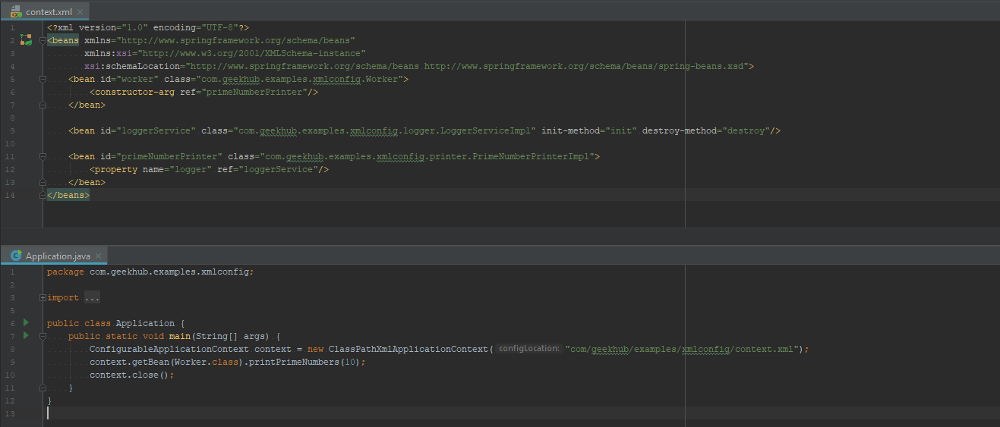 context.xml
1 <?xml version="1.0" encoding="UTF-8"?>
2 <beans xmlns="http://www.springframework.org/schema/beans"
3 xmlns:xsi="http://www.w3.org/2001/XMLSchema-instance"
4 xsi:schemaLocation="http://www.springframework.org/schema/beans http://www.springframework.org/schema/beans/spring-beans.xsd">
5 <bean id="worker" class="com.geekhub.examples.xmlconfig.Worker">
6 <constructor-arg ref="primeNumberPrinter"/>
7 </bean>
8
9 <bean id="loggerService" class="com.geekhub.examples.xmlconfig.logger.LoggerServiceImpl" init-method="init" destroy-method="destroy"/>
10
11 <bean id="primeNumberPrinter" class="com.geekhub.examples.xmlconfig.printer.PrimeNumberPrinterImpl">
12 <property name="logger" ref="loggerService"/>
13 </bean>
14 </beans>
Application.java
1 package com.geekhub.examples.xmlconfig;
2
3 import ...
5
6 public class Application {
7 public static void main(String[] args) {
8 ConfigurableApplicationContext context = new ClassPathXmlApplicationContext( configLocation: "com/geekhub/examples/xmlconfig/context.xml");
9 context.getBean(Worker.class).printPrimeNumbers(10);
10 context.close();
11 }
12 }
13